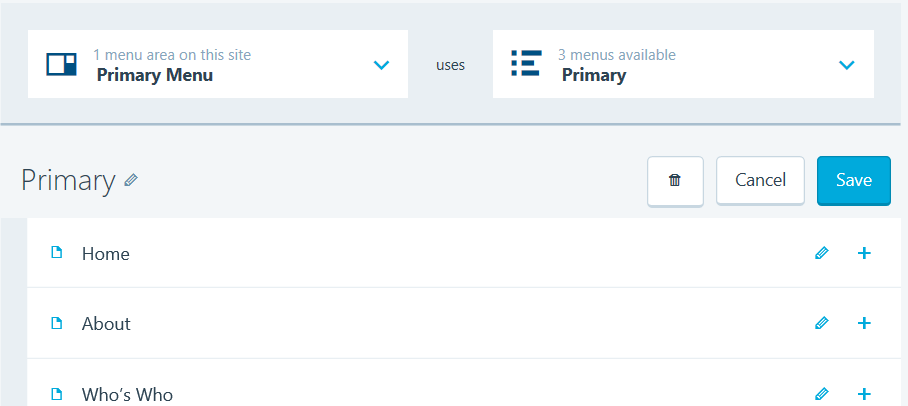 1 menu area on this site
Primary Menu
uses
3 menus available
Primary
Primary
Cancel
Save
Home
About
Who's Who